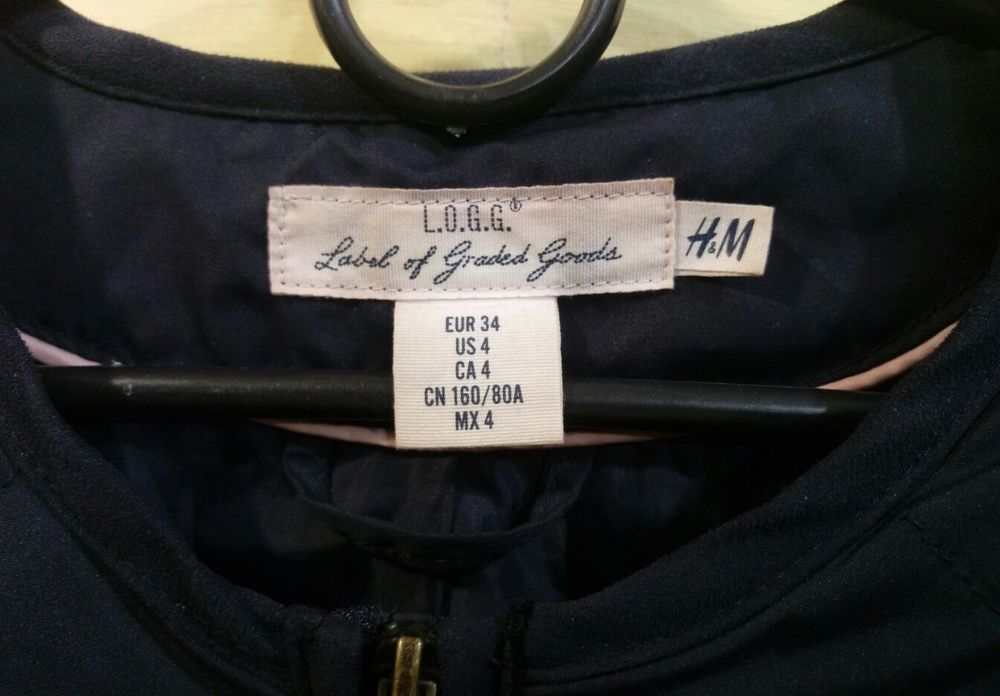 L.O.G.G.®
Label of Graded Goods
H&M
EUR 34
US 4
CA 4
CN 160/80A
MX 4